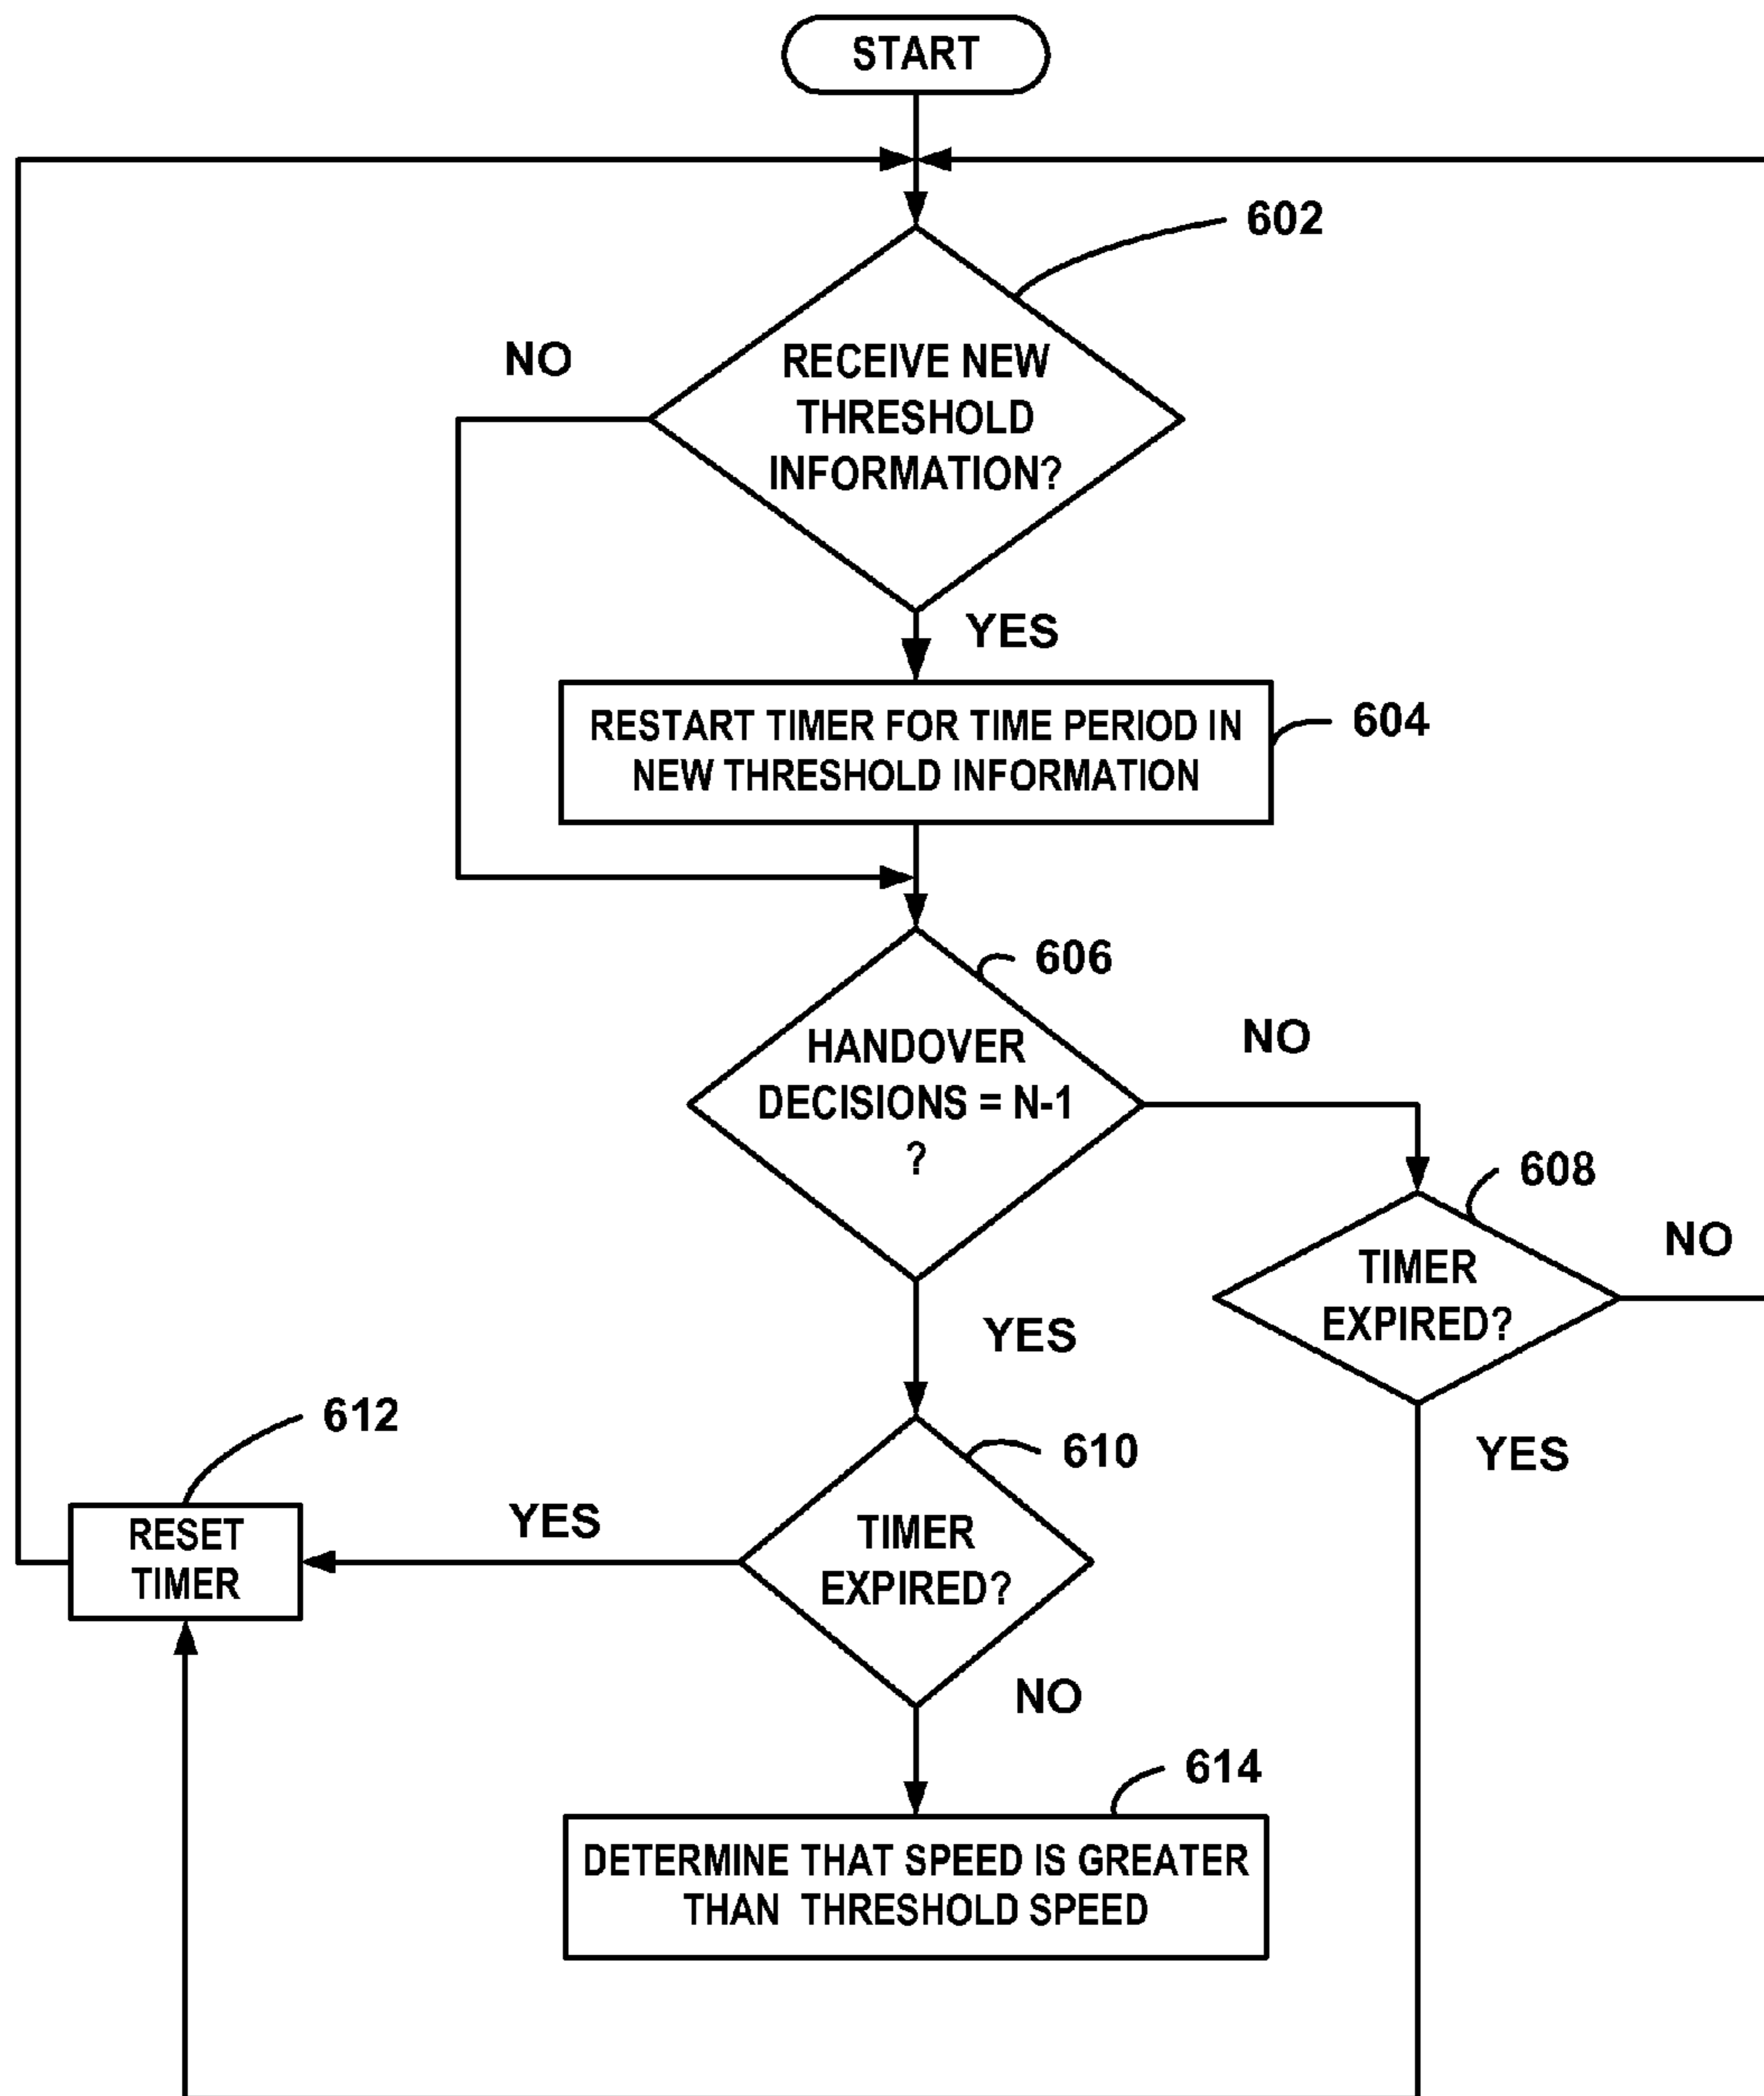 START
602
NO
RECEIVE NEW
THRESHOLD
INFORMATION?
YES
RESTART TIMER FOR TIME PERIOD IN
NEW THRESHOLD INFORMATION
604
606
HANDOVER
DECISIONS = N-1
?
NO
608
TIMER
EXPIRED?
NO
YES
YES
612
610
RESET
TIMER
YES
TIMER
EXPIRED?
NO
614
DETERMINE THAT SPEED IS GREATER
THAN THRESHOLD SPEED